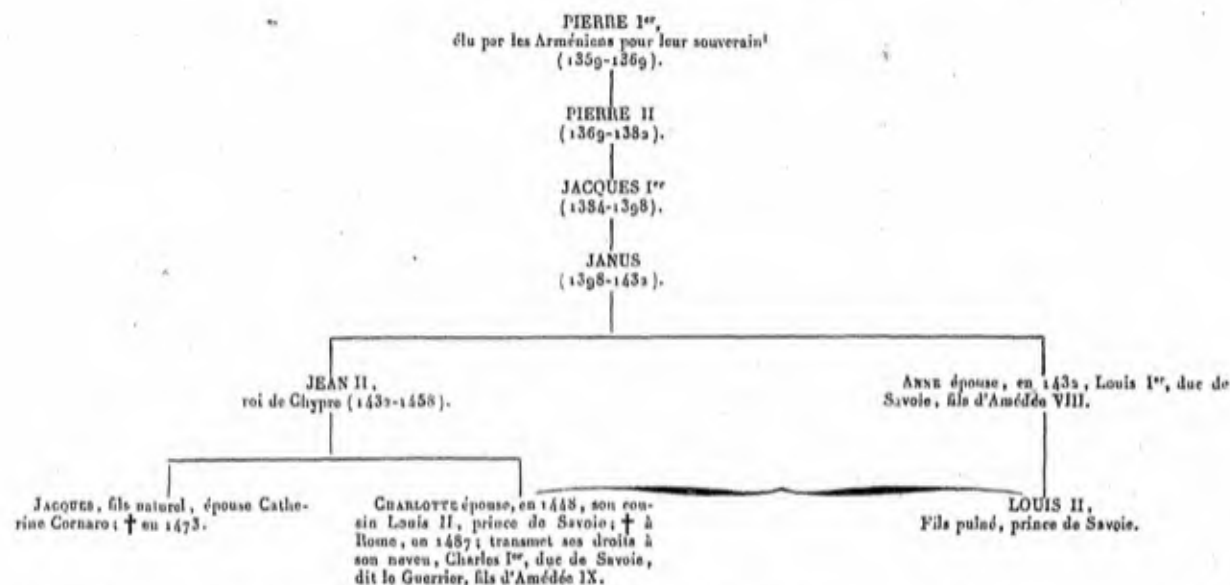 PIERRE Iᵉʳ,
élu par les Arméniens pour leur souverain¹
(1359-1369).
PIERRE II
(1369-1382).
JACQUES Iᵉʳ
(1384-1398).
JANUS
(1398-1432).
JEAN II,
roi de Chypre (1432-1458).
ANNE épouse, en 1432, Louis Iᵉʳ, duc de
Savoie, fils d'Amédée VIII.
JACQUES, fils naturel, épouse Cathe-
rine Cornaro; † en 1473.
CHARLOTTE épouse, en 1448, son cou-
sin Louis II, prince de Savoie; † à
Rome, en 1487; transmet ses droits à
son neveu, Charles Iᵉʳ, duc de Savoie,
dit le Guerrier, fils d'Amédée IX.
LOUIS II,
Fils puîné, prince de Savoie.